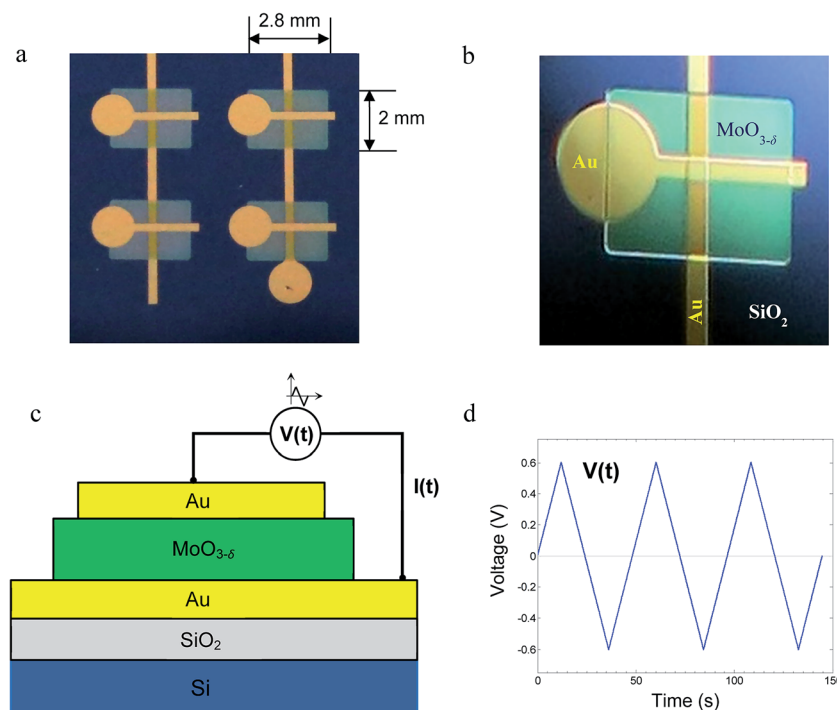 a
2.8 mm
2 mm
b
MoO3-δ
Au
Au
SiO2
c
V(t)
I(t)
Au
MoO3-δ
Au
SiO2
Si
d
V(t)
Voltage (V)
0.6
0.4
0.2
0
-0.2
-0.4
-0.6
0 50 100 150
Time (s)